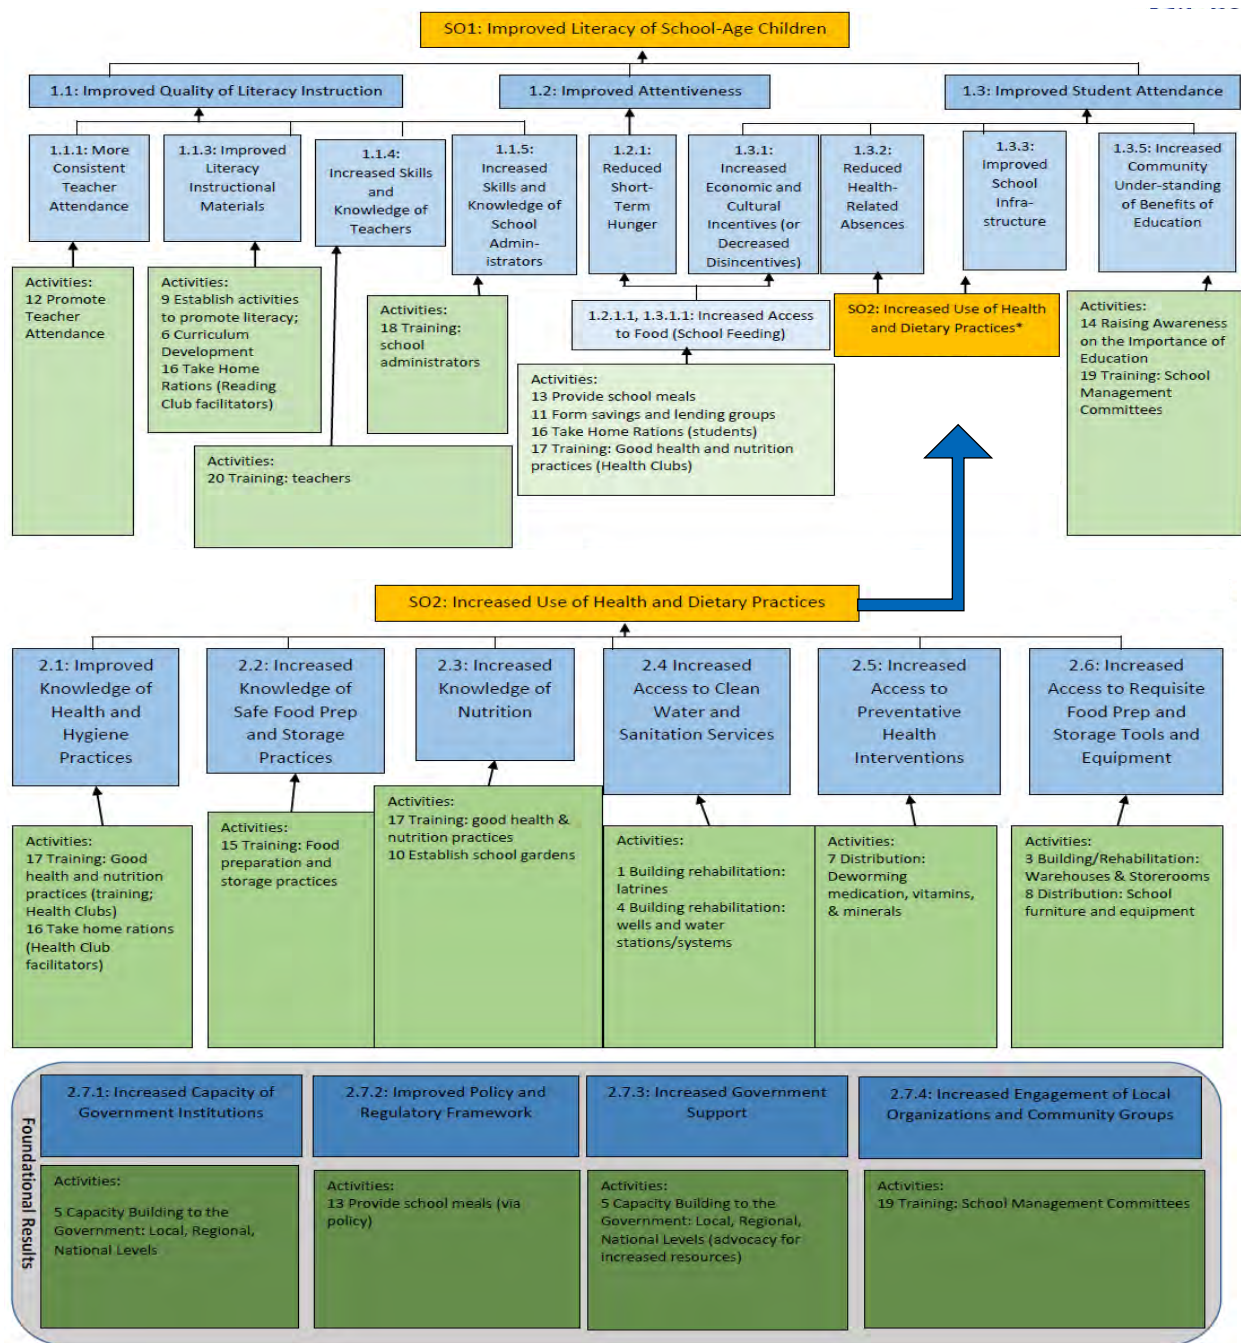 SO1: Improved Literacy of School-Age Children
1.1: Improved Quality of Literacy Instruction
1.2: Improved Attentiveness
1.3: Improved Student Attendance
1.1.1: More
Consistent
Teacher
Attendance
1.1.3: Improved
Literacy
Instructional
Materials
1.1.4:
Increased Skills
and
Knowledge of
Teachers
1.1.5:
Increased
Skills and
Knowledge of
School
Admin-
istrators
1.2.1:
Reduced
Short-
Term
Hunger
1.3.1:
Increased
Economic and
Cultural
Incentives (or
Decreased
Disincentives)
1.3.2:
Reduced
Health-
Related
Absences
1.3.3:
Improved
School
Infra-
structure
1.3.5: Increased
Community
Under-standing
of Benefits of
Education
Activities:
12 Promote
Teacher
Attendance
Activities:
9 Establish activities
to promote literacy;
6 Curriculum
Development
16 Take Home
Rations (Reading
Club facilitators)
Activities:
18 Training:
school
administrators
1.2.1.1, 1.3.1.1: Increased Access
to Food (School Feeding)
SO2: Increased Use of Health
and Dietary Practices*
Activities:
14 Raising Awareness
on the Importance of
Education
19 Training: School
Management
Committees
Activities:
13 Provide school meals
11 Form savings and lending groups
16 Take Home Rations (students)
17 Training: Good health and nutrition
practices (Health Clubs)
Activities:
20 Training: teachers
SO2: Increased Use of Health and Dietary Practices
2.1: Improved
Knowledge of
Health and
Hygiene
Practices
2.2: Increased
Knowledge of
Safe Food Prep
and Storage
Practices
2.3: Increased
Knowledge of
Nutrition
2.4 Increased
Access to Clean
Water and
Sanitation Services
2.5: Increased
Access to
Preventative
Health
Interventions
2.6: Increased
Access to Requisite
Food Prep and
Storage Tools and
Equipment
Activities:
17 Training: Good
health and nutrition
practices (training;
Health Clubs)
16 Take home rations
(Health Club
facilitators)
Activities:
15 Training: Food
preparation and
storage practices
Activities:
17 Training: good health &
nutrition practices
10 Establish school gardens
Activities:
1 Building rehabilitation:
latrines
4 Building rehabilitation:
wells and water
stations/systems
Activities:
7 Distribution:
Deworming
medication, vitamins,
& minerals
Activities:
3 Building/Rehabilitation:
Warehouses & Storerooms
8 Distribution: School
furniture and equipment
Foundational Results
2.7.1: Increased Capacity of
Government Institutions
2.7.2: Improved Policy and
Regulatory Framework
2.7.3: Increased Government
Support
2.7.4: Increased Engagement of Local
Organizations and Community Groups
Activities:
5 Capacity Building to the
Government: Local, Regional,
National Levels
Activities:
13 Provide school meals (via
policy)
Activities:
5 Capacity Building to the
Government: Local, Regional,
National Levels (advocacy for
increased resources)
Activities:
19 Training: School Management Committees